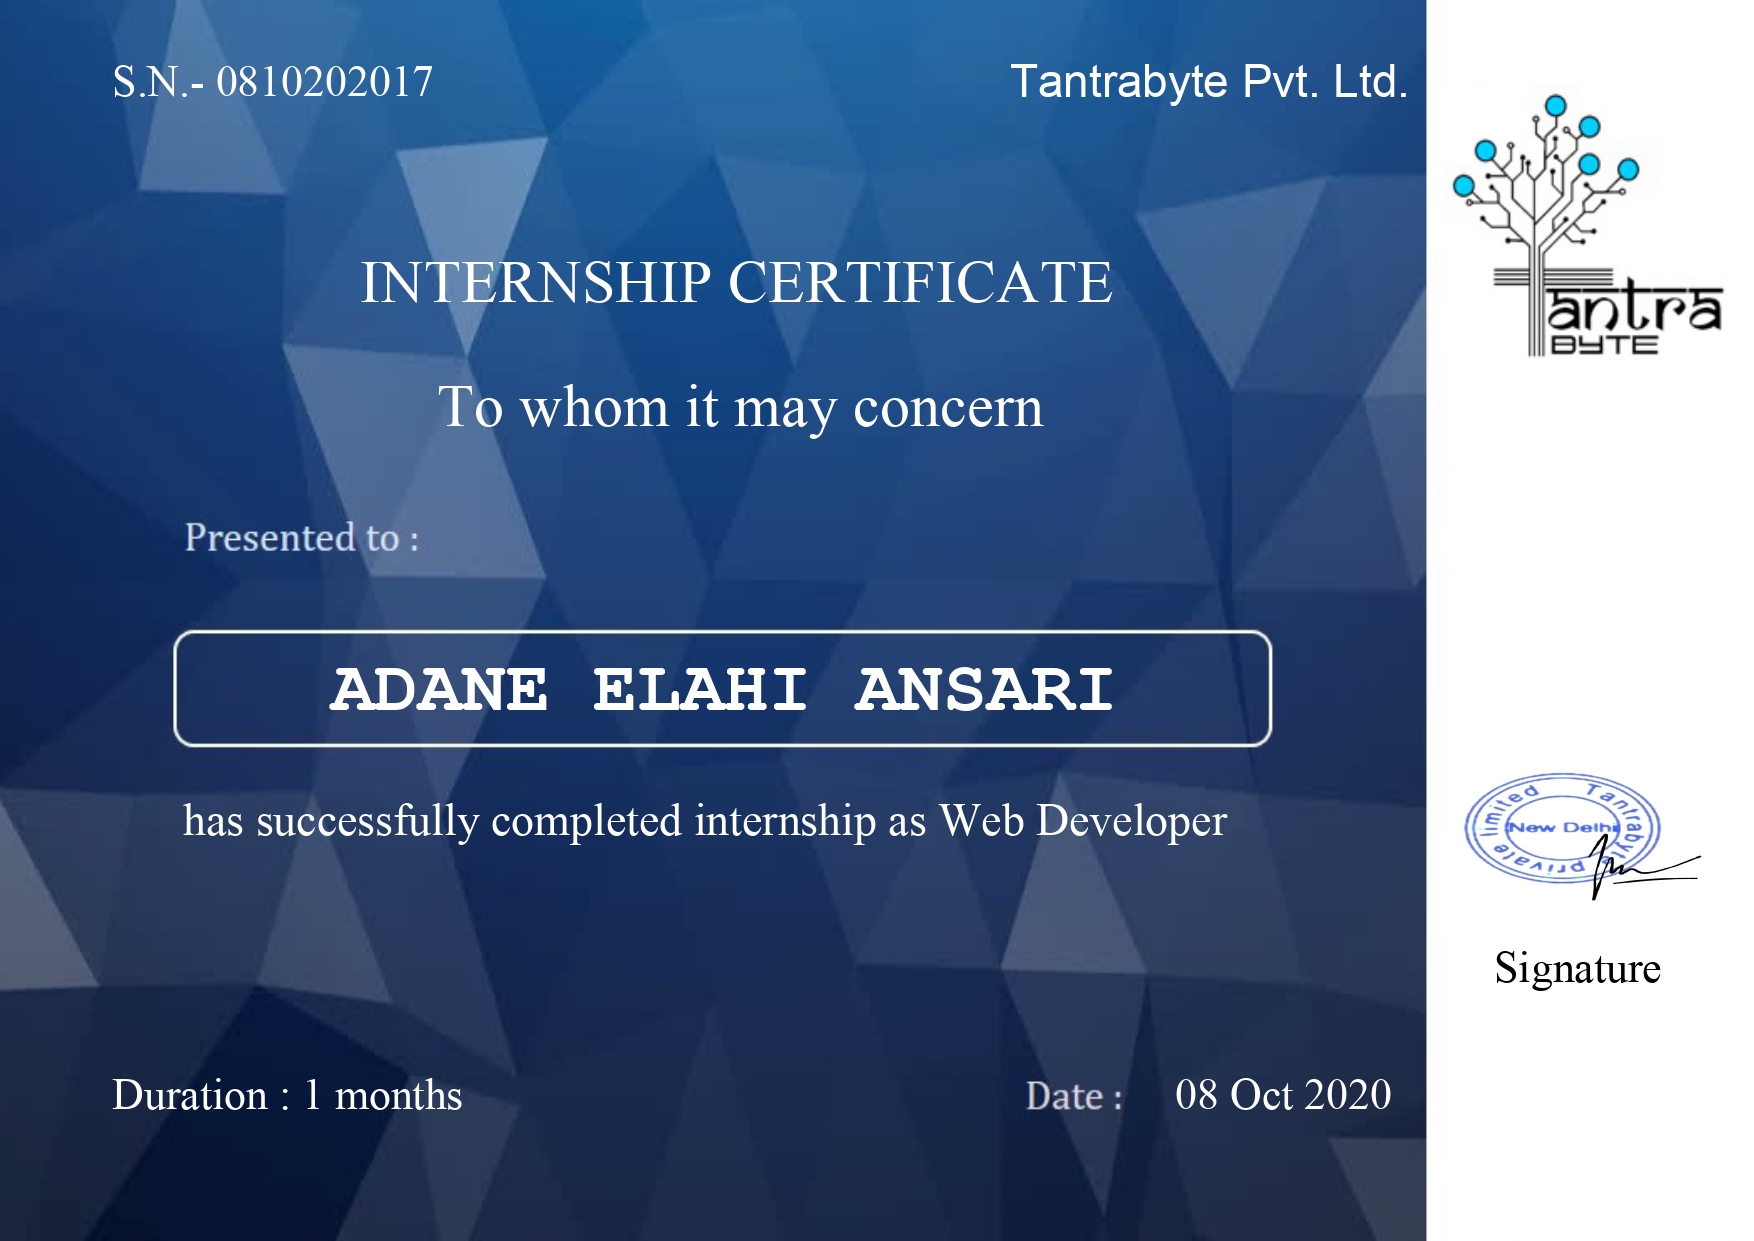 S.N.- 0810202017
Tantrabyte Pvt. Ltd.
Tantra
BYTE
INTERNSHIP CERTIFICATE
To whom it may concern
Presented to :
ADANE ELAHI ANSARI
has successfully completed internship as Web Developer
Tantrabyte private limited
New Delhi
Signature
Duration : 1 months
Date : 08 Oct 2020